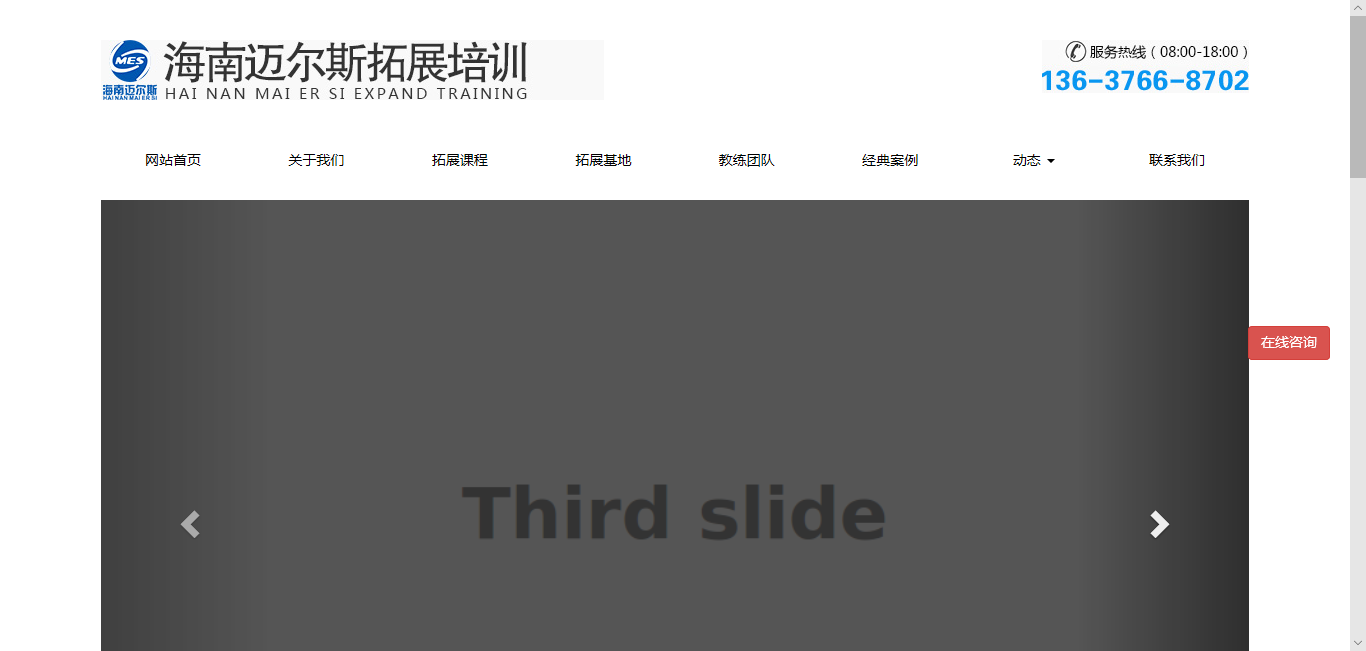 MES
海南迈尔斯
HAI NAN MAI ER SI
海南迈尔斯拓展培训
HAI NAN MAI ER SI EXPAND TRAINING
服务热线（08:00-18:00）
136-3766-8702
网站首页
关于我们
拓展课程
拓展基地
教练团队
经典案例
动态
联系我们
在线咨询
Third slide